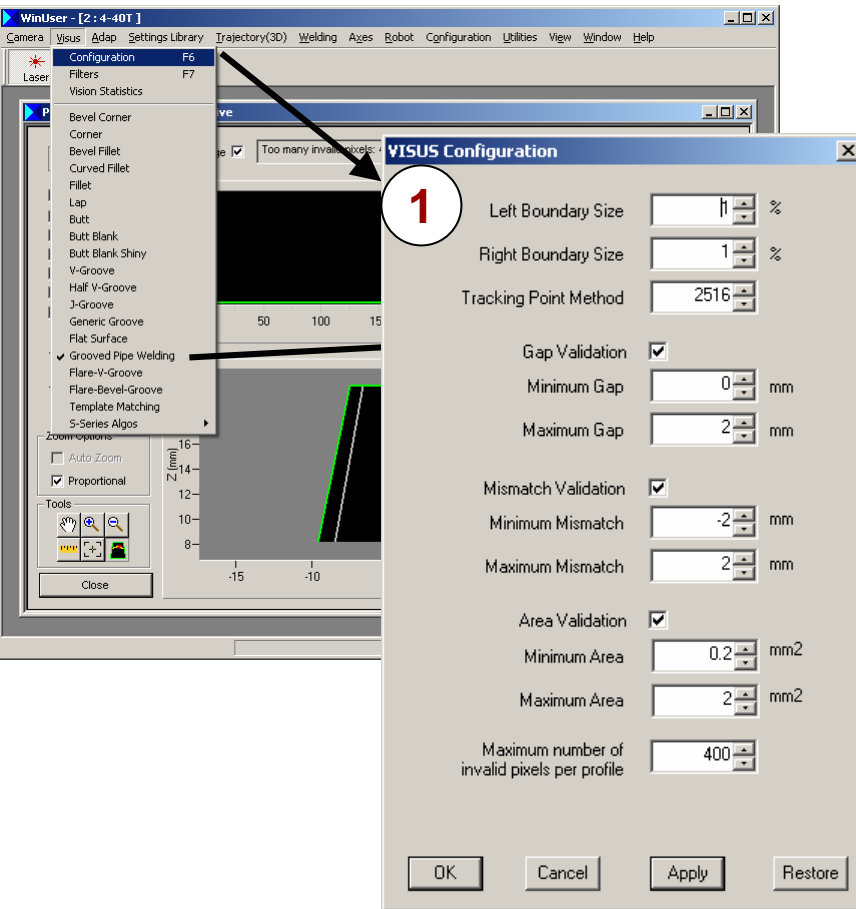 WinUser - [2 : 4-40T ]
Camera Visus Adap Settings Library Trajectory(3D) Welding Axes Robot Configuration Utilities View Window Help
Laser
Configuration F6
Filters F7
Vision Statistics
Bevel Corner
Corner
Bevel Fillet
Curved Fillet
Fillet
Lap
Butt
Butt Blank
Butt Blank Shiny
V-Groove
Half V-Groove
J-Groove
Generic Groove
Flat Surface
Grooved Pipe Welding
Flare-V-Groove
Flare-Bevel-Groove
Template Matching
S-Series Algos
Too many invalid pixels:
50 100
Zoom Options
Auto Zoom
Proportional
Tools
Close
Z [mm]
16
14
12
10
8
-15 -10
VISUS Configuration
1
Left Boundary Size 1 %
Right Boundary Size 1 %
Tracking Point Method 2516
Gap Validation
Minimum Gap 0 mm
Maximum Gap 2 mm
Mismatch Validation
Minimum Mismatch -2 mm
Maximum Mismatch 2 mm
Area Validation
Minimum Area 0.2 mm2
Maximum Area 2 mm2
Maximum number of
invalid pixels per profile 400
OK Cancel Apply Restore